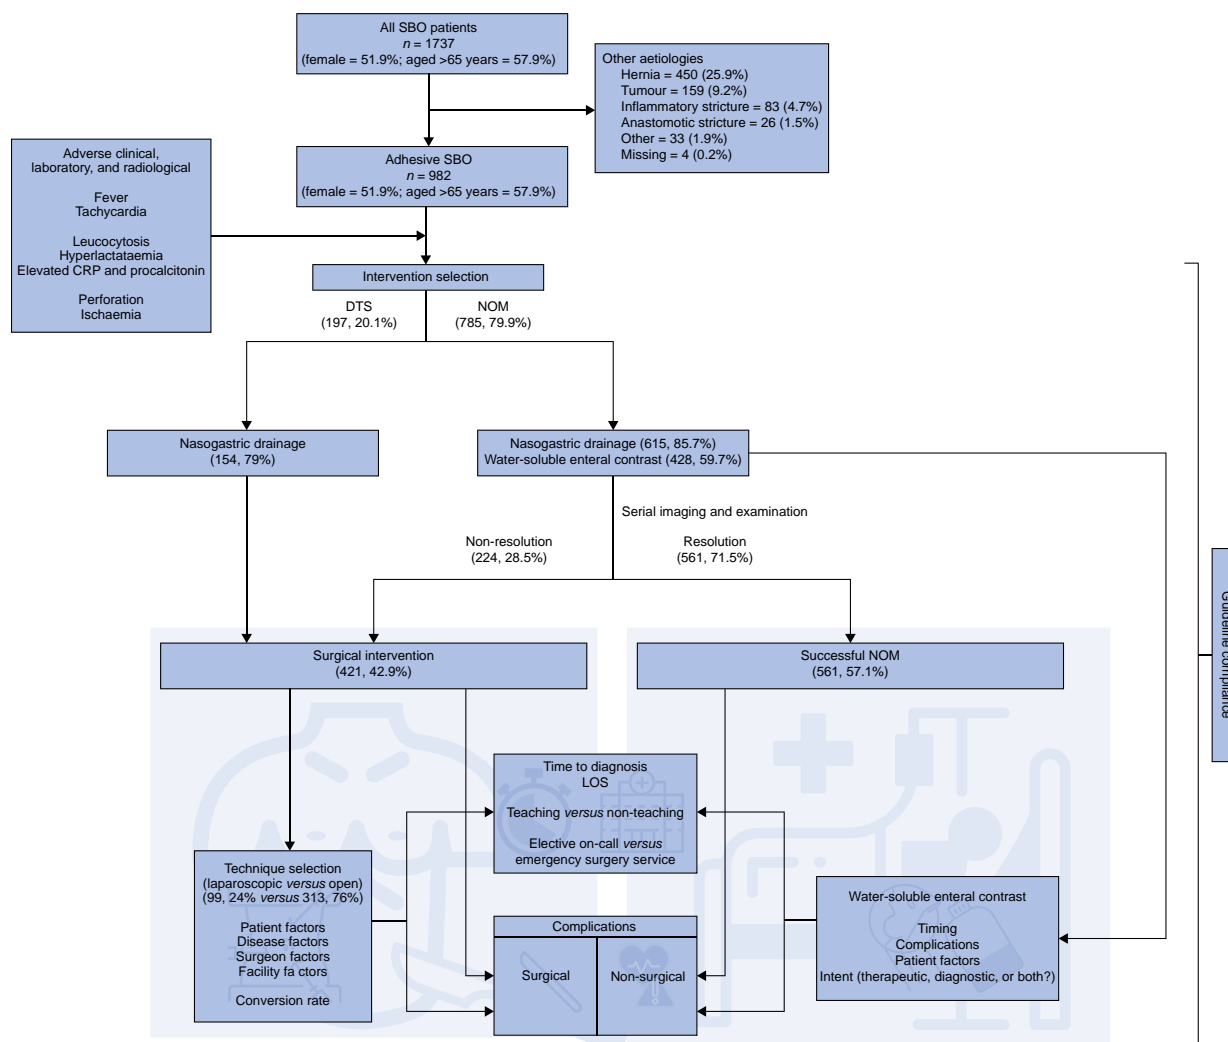 All SBO patients
n = 1737
(female = 51.9%; aged >65 years = 57.9%)
Other aetiologies
Hernia = 450 (25.9%)
Tumour = 159 (9.2%)
Inflammatory stricture = 83 (4.7%)
Anastomotic stricture = 26 (1.5%)
Other = 33 (1.9%)
Missing = 4 (0.2%)
Adverse clinical,
laboratory, and radiological
Fever
Tachycardia
Leucocytosis
Hyperlactataemia
Elevated CRP and procalcitonin
Perforation
Ischaemia
Adhesive SBO
n = 982
(female = 51.9%; aged >65 years = 57.9%)
Intervention selection
DTS
(197, 20.1%)
NOM
(785, 79.9%)
Nasogastric drainage
(154, 79%)
Nasogastric drainage (615, 85.7%)
Water-soluble enteral contrast (428, 59.7%)
Serial imaging and examination
Non-resolution
(224, 28.5%)
Resolution
(561, 71.5%)
Guideline compliance
Surgical intervention
(421, 42.9%)
Successful NOM
(561, 57.1%)
Time to diagnosis
LOS
Teaching versus non-teaching
Elective on-call versus
emergency surgery service
Technique selection
(laparoscopic versus open)
(99, 24% versus 313, 76%)
Patient factors
Disease factors
Surgeon factors
Facility fa ctors
Conversion rate
Water-soluble enteral contrast
Timing
Complications
Patient factors
Intent (therapeutic, diagnostic, or both?)
Complications
Surgical
Non-surgical